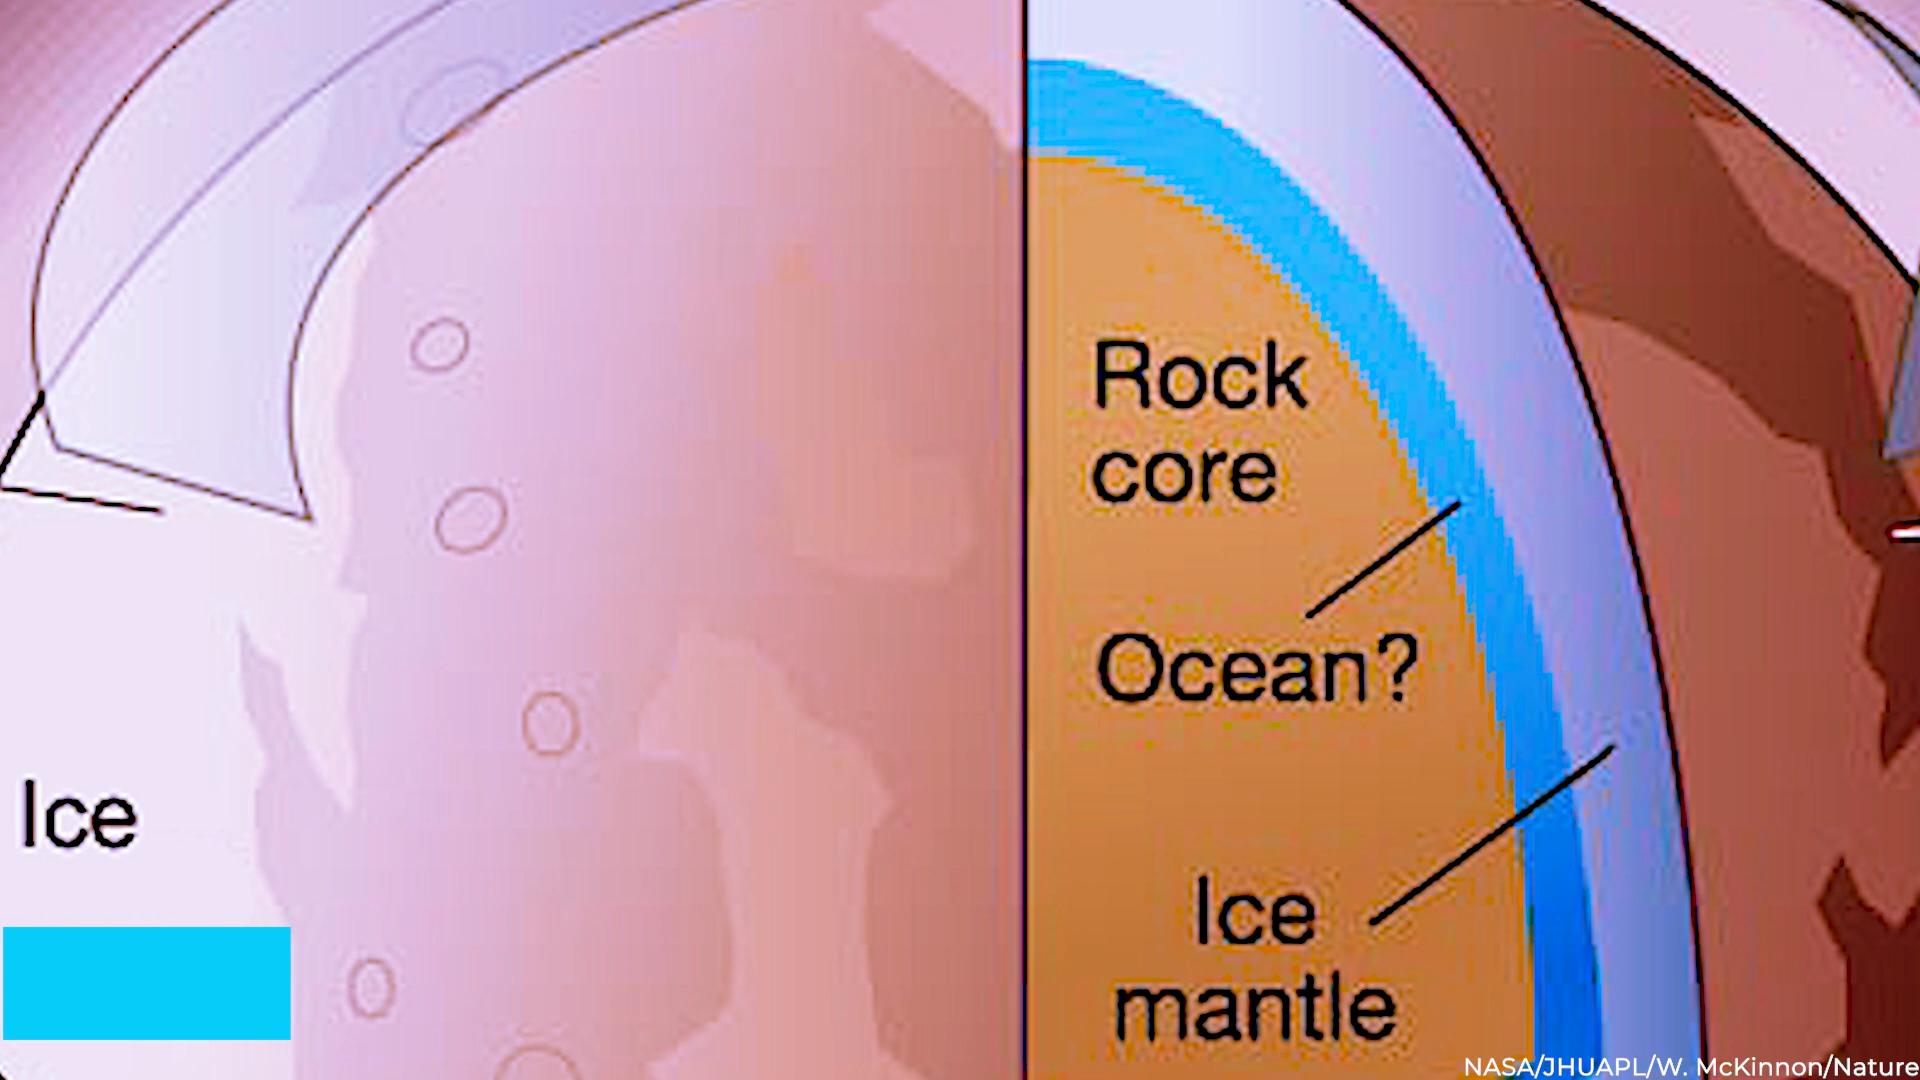 Rock
core
Ocean?
Ice
Ice
mantle
NASA/JHUAPL/W. McKinnon/Nature